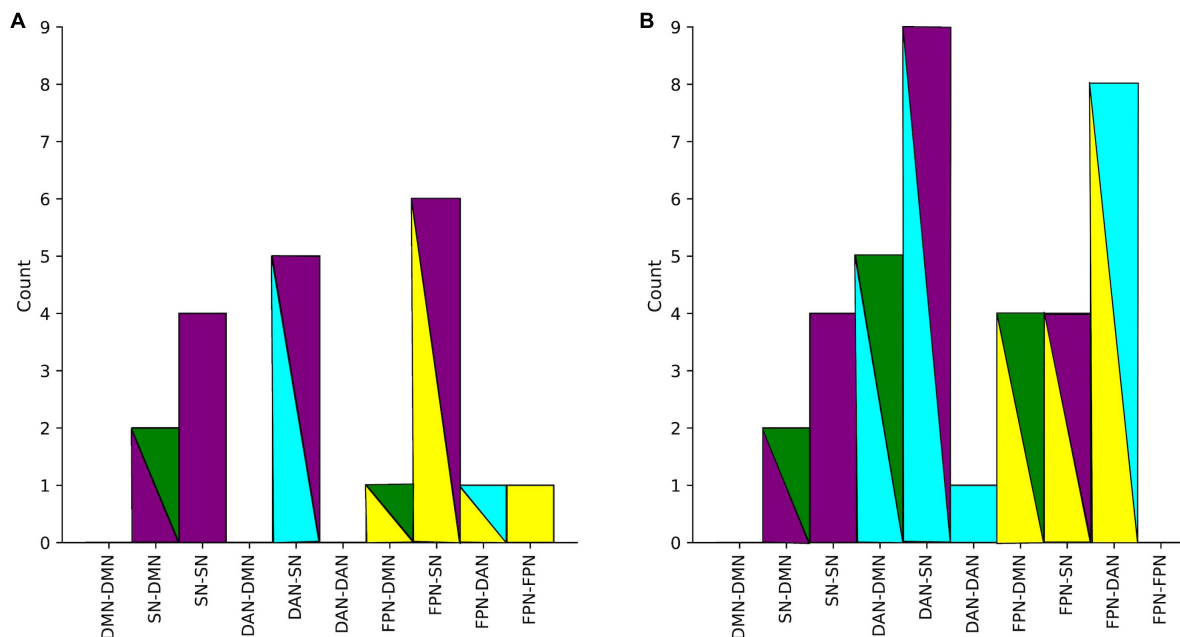 A
Count
9
8
7
6
5
4
3
2
1
0
DMN-DMN
SN-DMN
SN-SN
DAN-DMN
DAN-SN
DAN-DAN
FPN-DMN
FPN-SN
FPN-DAN
FPN-FPN
B
Count
9
8
7
6
5
4
3
2
1
0
DMN-DMN
SN-DMN
SN-SN
DAN-DMN
DAN-SN
DAN-DAN
FPN-DMN
FPN-SN
FPN-DAN
FPN-FPN